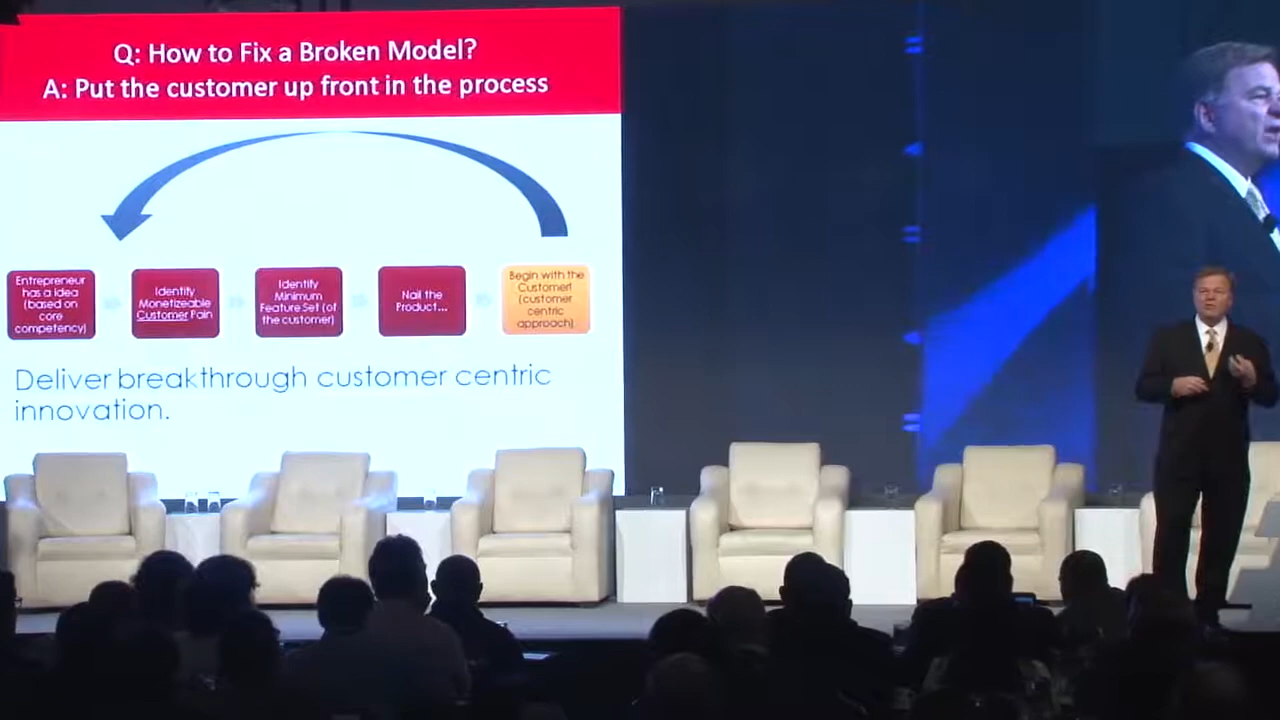 Q: How to Fix a Broken Model?
A: Put the customer up front in the process
Entrepreneur
has a idea
(based on
core
competency)
Identify
Monetizeable
Customer Pain
Identify
Minimum
Feature Set (of
the customer)
Nail the
Product...
Begin with the
Customer!
(customer
centric
approach)
Deliver breakthrough customer centric
innovation.